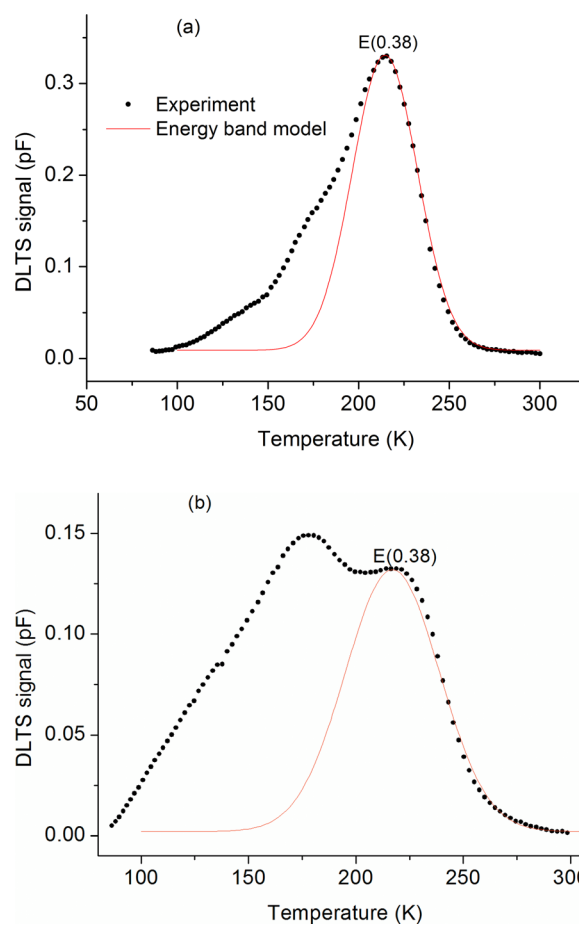 (a)
E(0.38)
Experiment
Energy band model
0.3
0.2
0.1
0.0
DLTS signal (pF)
50 100 150 200 250 300
Temperature (K)
(b)
E(0.38)
0.15
0.10
0.05
0.00
DLTS signal (pF)
100 150 200 250 300
Temperature (K)